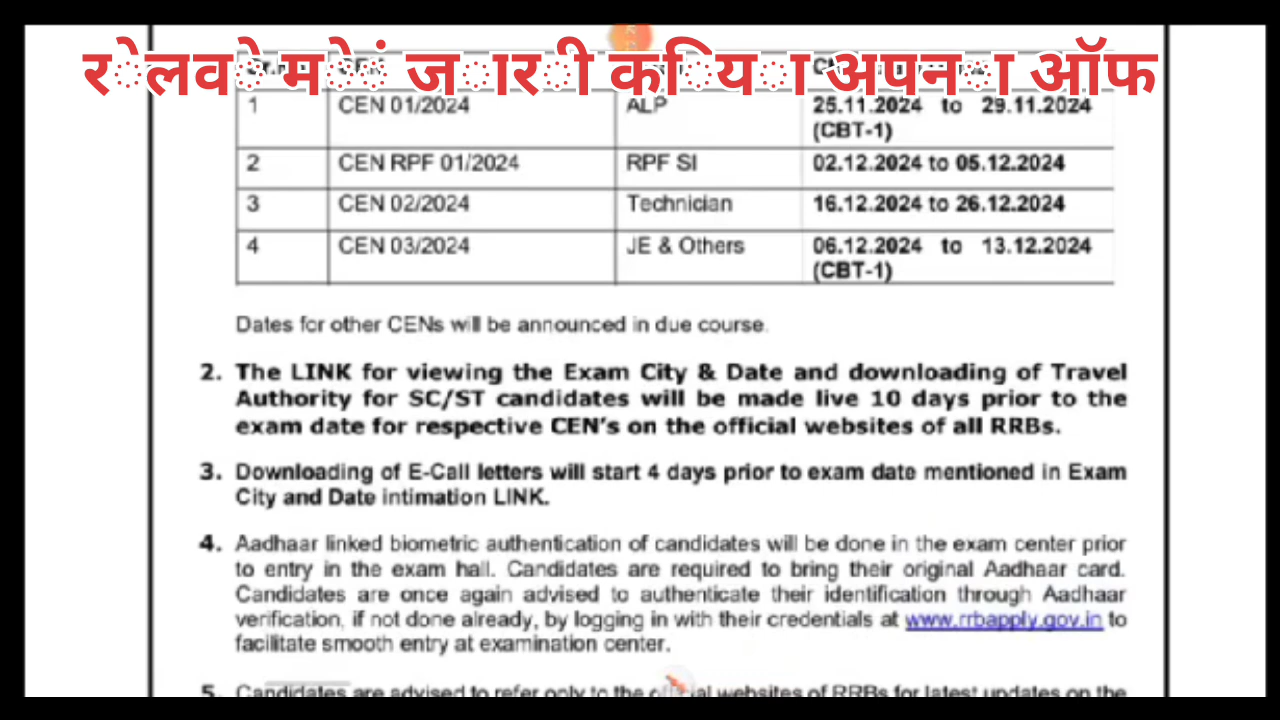 रेलवे में जारी किया अपना ऑफ
1 CEN 01/2024 ALP 25.11.2024 to 29.11.2024
(CBT-1)
2 CEN RPF 01/2024 RPF SI 02.12.2024 to 05.12.2024
3 CEN 02/2024 Technician 16.12.2024 to 26.12.2024
4 CEN 03/2024 JE & Others 06.12.2024 to 13.12.2024
(CBT-1)
Dates for other CENs will be announced in due course.
2. The LINK for viewing the Exam City & Date and downloading of Travel
Authority for SC/ST candidates will be made live 10 days prior to the
exam date for respective CEN's on the official websites of all RRBs.
3. Downloading of E-Call letters will start 4 days prior to exam date mentioned in Exam
City and Date intimation LINK.
4. Aadhaar linked biometric authentication of candidates will be done in the exam center prior
to entry in the exam hall. Candidates are required to bring their original Aadhaar card.
Candidates are once again advised to authenticate their identification through Aadhaar
verification, if not done already, by logging in with their credentials at www.rrbapply.gov.in to
facilitate smooth entry at examination center.
5. Candidates are advised to refer only to the official websites of RRBs for latest updates on the